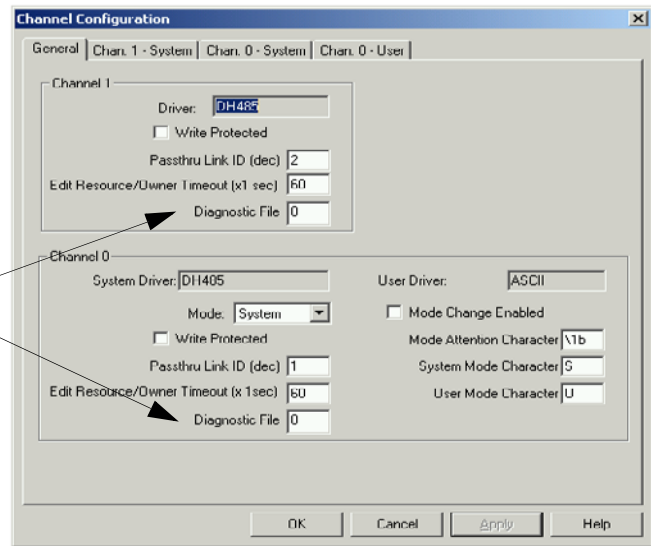 Channel Configuration
General Chan. 1 - System Chan. 0 - System Chan. 0 - User
Channel 1
Driver: DH485
Write Protected
Passthru Link ID (dec) 2
Edit Resource/Owner Timeout (x1 sec) 60
Diagnostic File 0
Channel 0
System Driver: DH485 User Driver: ASCII
Mode: System Mode Change Enabled
Write Protected Mode Attention Character \1b
Passthru Link ID (dec) 1 System Mode Character S
Edit Resource/Owner Timeout (x 1sec) 60 User Mode Character U
Diagnostic File 0
OK Cancel Apply Help